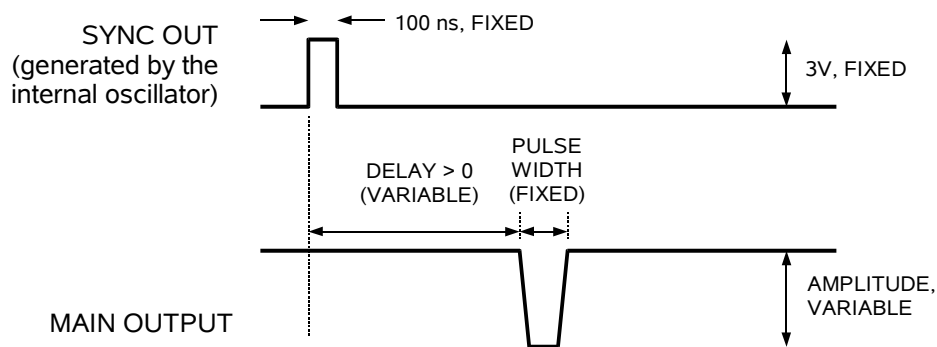 SYNC OUT
(generated by the
internal oscillator)
100 ns, FIXED
3V, FIXED
DELAY > 0
(VARIABLE)
PULSE
WIDTH
(FIXED)
MAIN OUTPUT
AMPLITUDE,
VARIABLE